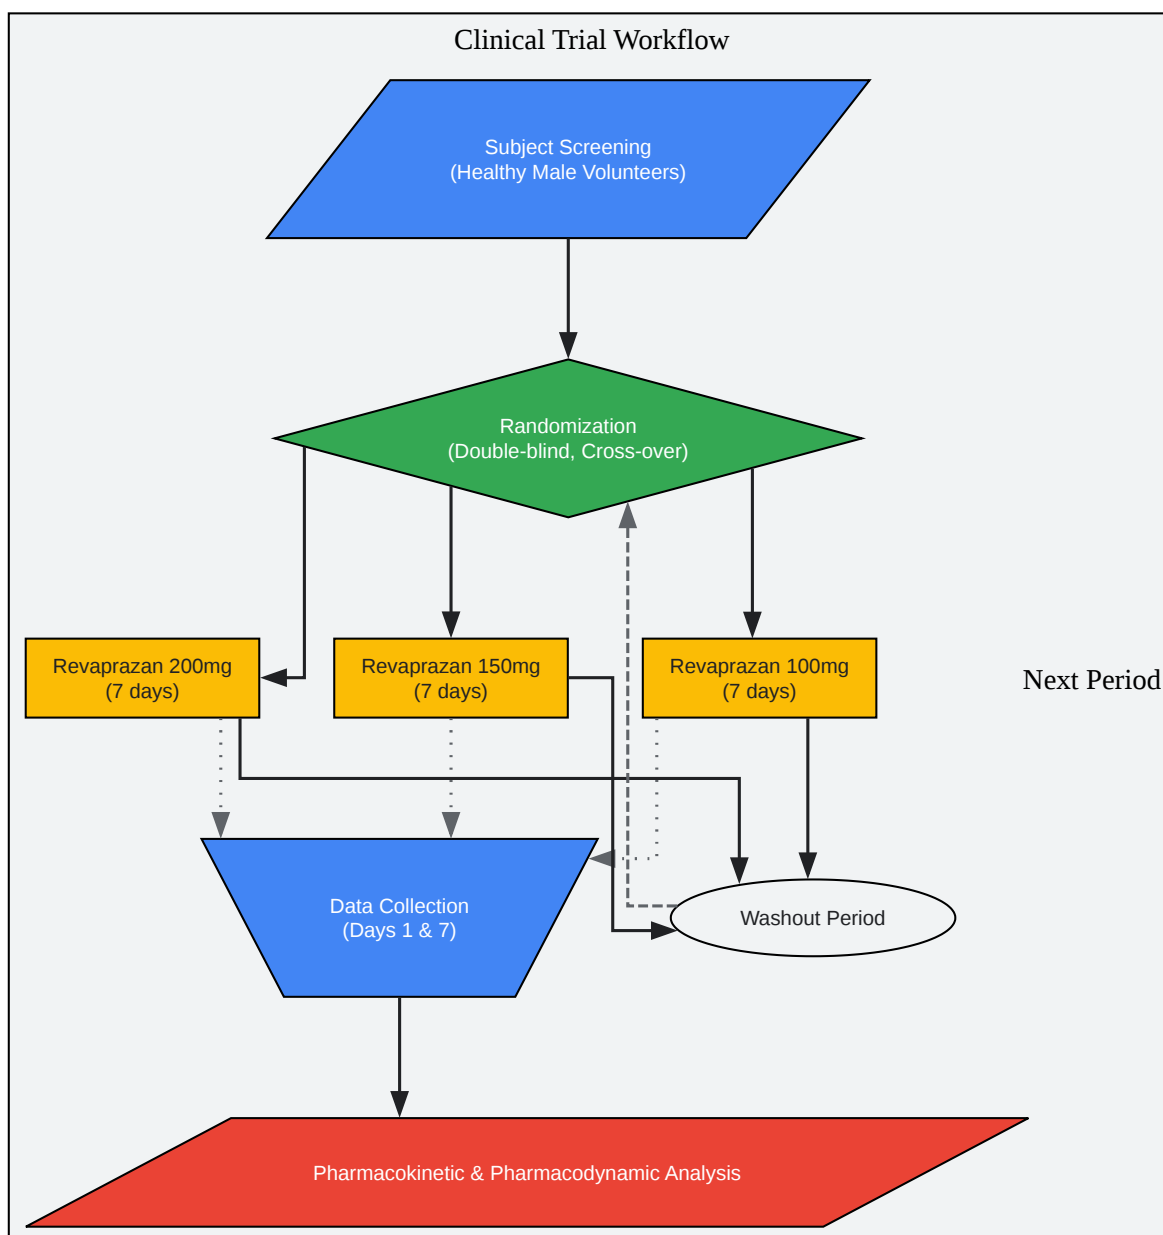 Clinical Trial Workflow
Subject Screening
(Healthy Male Volunteers)
Randomization
(Double-blind, Cross-over)
Revaprazan 200mg
(7 days)
Revaprazan 150mg
(7 days)
Revaprazan 100mg
(7 days)
Next Period
Data Collection
(Days 1 & 7)
Washout Period
Pharmacokinetic & Pharmacodynamic Analysis